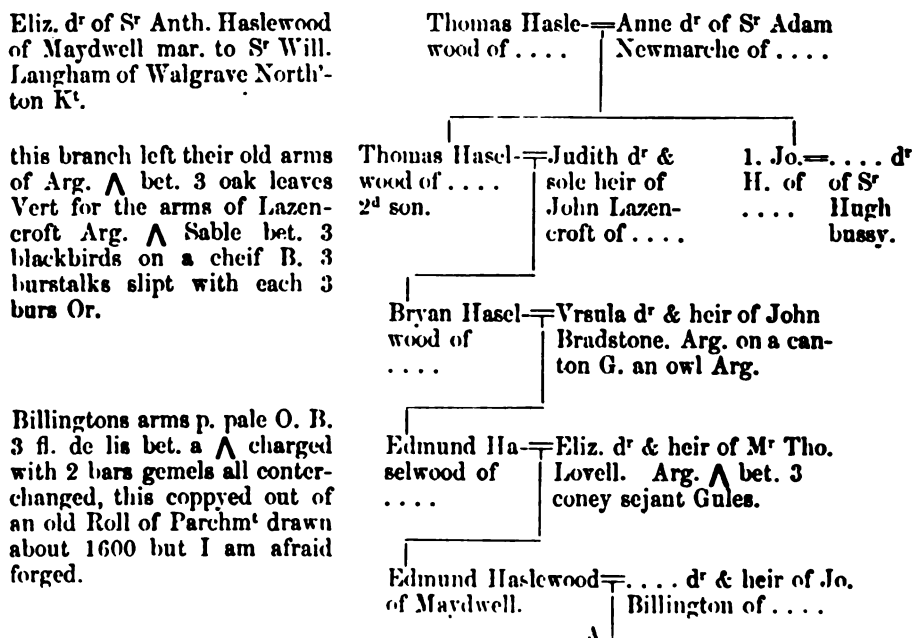 Eliz. dʳ of Sʳ Anth. Haslewood
of Maydwell mar. to Sʳ Will.
Langham of Walgrave North'-
ton Kᵗ.
Thomas Hasle-
wood of . . . .
Anne dʳ of Sʳ Adam
Newmarche of . . . .
this branch left their old arms
of Arg. ⋀ bet. 3 oak leaves
Vert for the arms of Lazen-
croft Arg. ⋀ Sable bet. 3
blackbirds on a cheif B. 3
burstalks slipt with each 3
burs Or.
Thomas Hasel-
wood of . . . .
2ᵈ son.
Judith dʳ &
sole heir of
John Lazen-
croft of . . . .
1. Jo.
H. of
. . . .
. . . . dʳ
of Sʳ
Hugh
bussy.
Bryan Hasel-
wood of
. . . .
Vrsula dʳ & heir of John
Bradstone. Arg. on a can-
ton G. an owl Arg.
Billingtons arms p. pale O. B.
3 fl. de lis bet. a ⋀ charged
with 2 bars gemels all conter-
changed, this coppyed out of
an old Roll of Parchmᵗ drawn
about 1600 but I am afraid
forged.
Edmund Ha-
selwood of
. . . .
Eliz. dʳ & heir of Mʳ Tho.
Lovell. Arg. ⋀ bet. 3
coney sejant Gules.
Edmund Haslewood
of Maydwell.
. . . . dʳ & heir of Jo.
Billington of . . . .